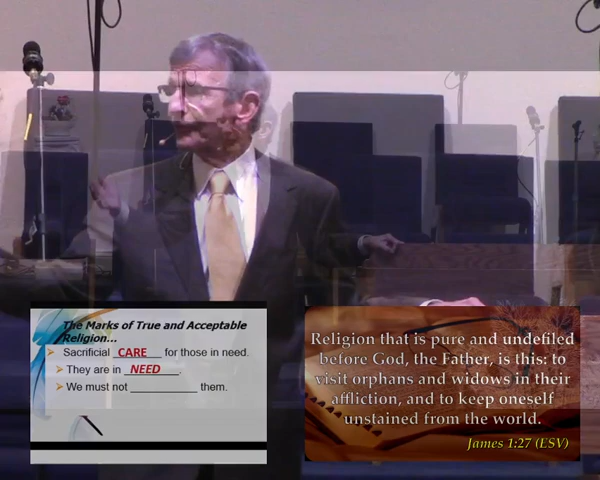 The Marks of True and Acceptable
Religion...
Sacrificial CARE for those in need.
They are in NEED.
We must not ___________ them.
Religion that is pure and undefiled
before God, the Father, is this: to
visit orphans and widows in their
affliction, and to keep oneself
unstained from the world.
James 1:27 (ESV)